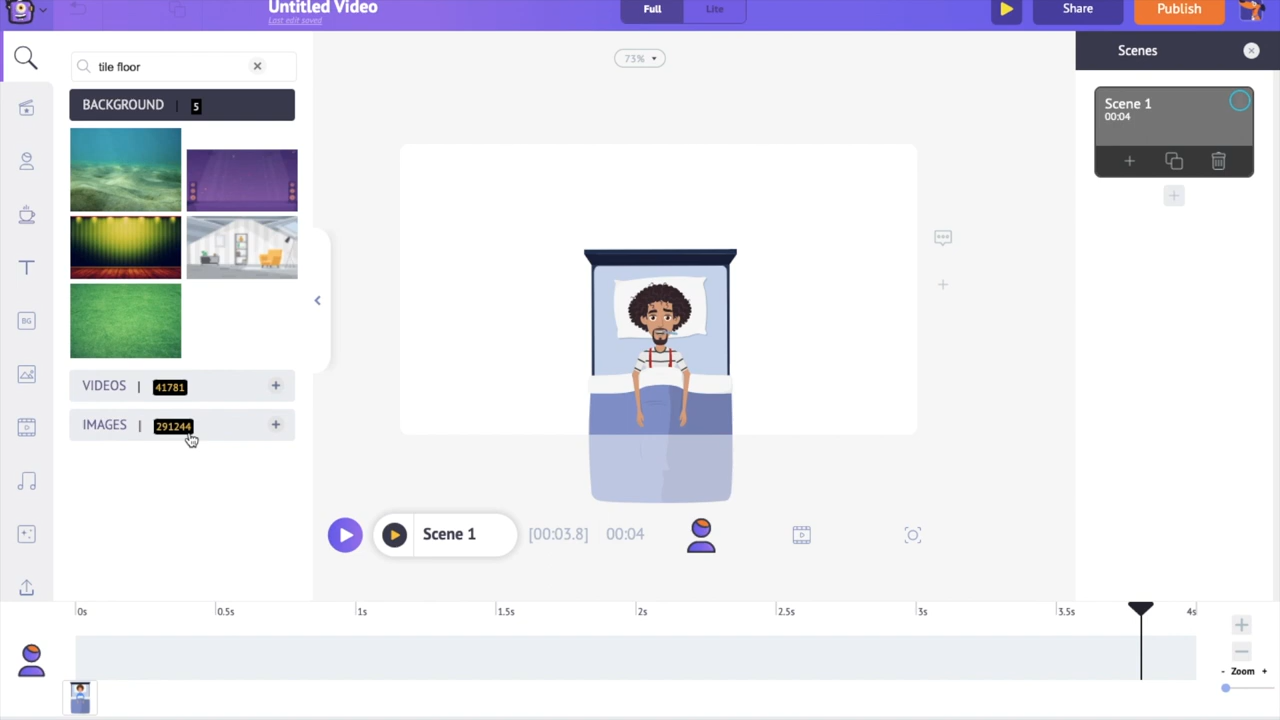 Untitled Video
Last edit saved
Full
Lite
Share
Publish
tile floor
73%
Scenes
BACKGROUND | 5
Scene 1
00:04
VIDEOS | 41781
IMAGES | 291244
T
BG
Scene 1
[00:03.8] 00:04
0s 0.5s 1s 1.5s 2s 2.5s 3s 3.5s 4s
- Zoom +